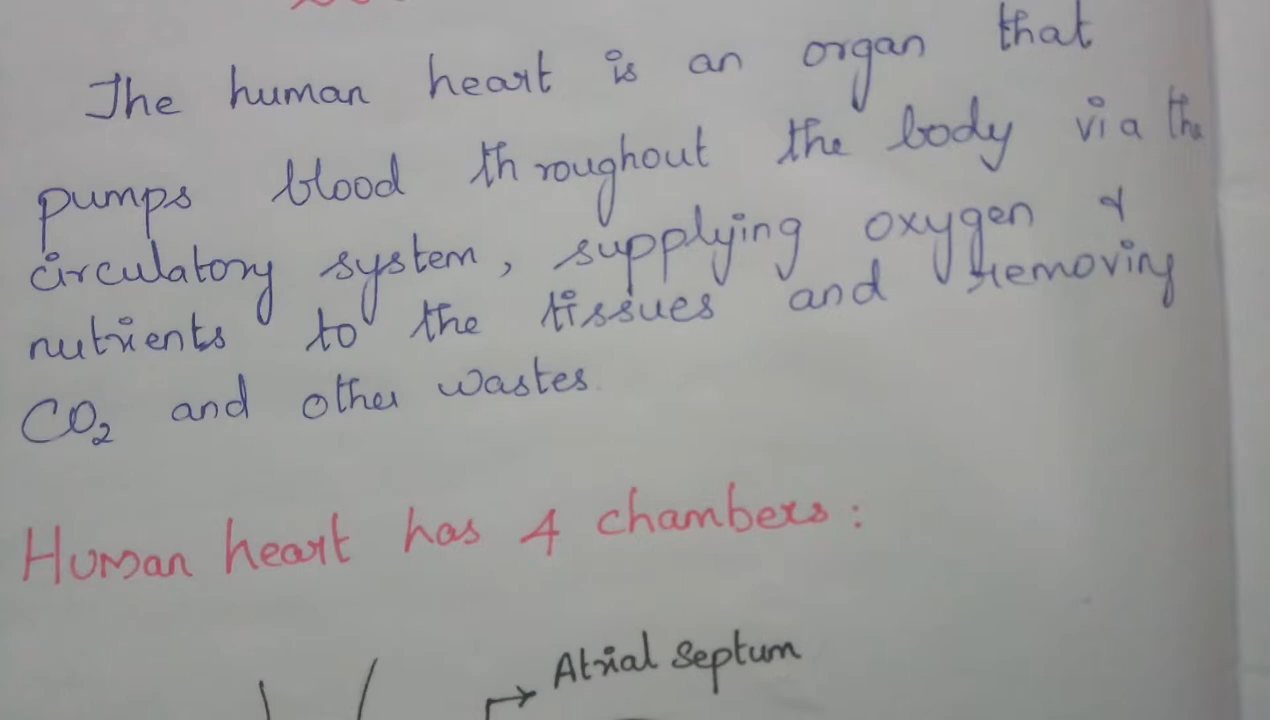 The human heart is an organ that
pumps blood throughout the body via the
circulatory system, supplying oxygen &
nutrients to the tissues and removing
CO₂ and other wastes.
Human heart has 4 chambers:
Atrial Septum